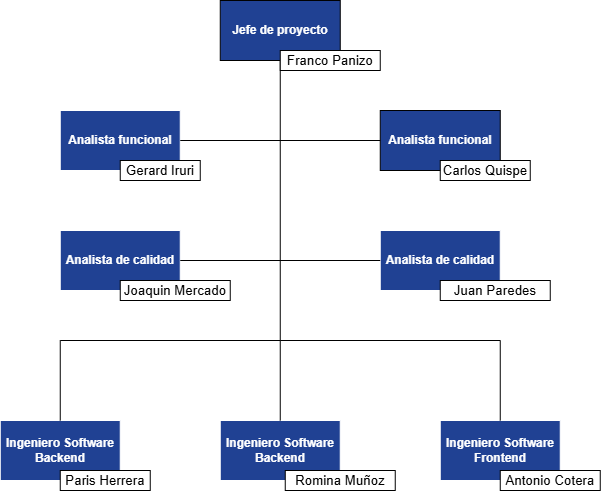 Jefe de proyecto
Franco Panizo
Analista funcional
Gerard Iruri
Analista funcional
Carlos Quispe
Analista de calidad
Joaquin Mercado
Analista de calidad
Juan Paredes
Ingeniero Software
Backend
Paris Herrera
Ingeniero Software
Backend
Romina Muñoz
Ingeniero Software
Frontend
Antonio Cotera